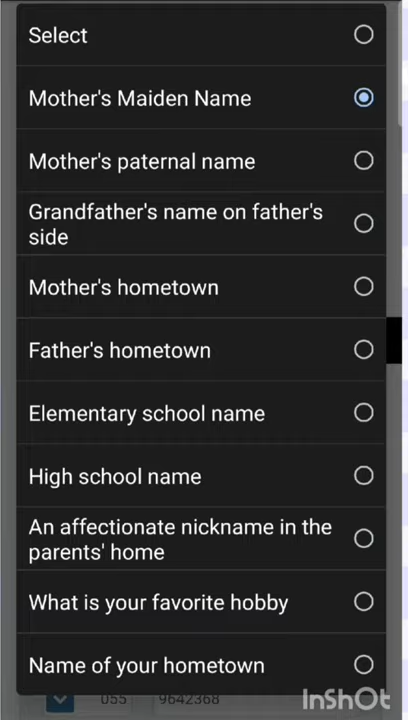 Select
Mother's Maiden Name
Mother's paternal name
Grandfather's name on father's
side
Mother's hometown
Father's hometown
Elementary school name
High school name
An affectionate nickname in the
parents' home
What is your favorite hobby
Name of your hometown
055 9642368
InShOt